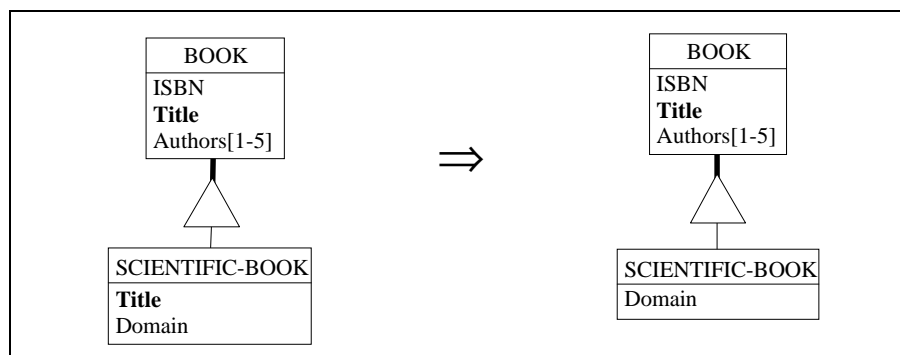 BOOK
ISBN
Title
Authors[1-5]
SCIENTIFIC-BOOK
Title
Domain
⇒
BOOK
ISBN
Title
Authors[1-5]
SCIENTIFIC-BOOK
Domain